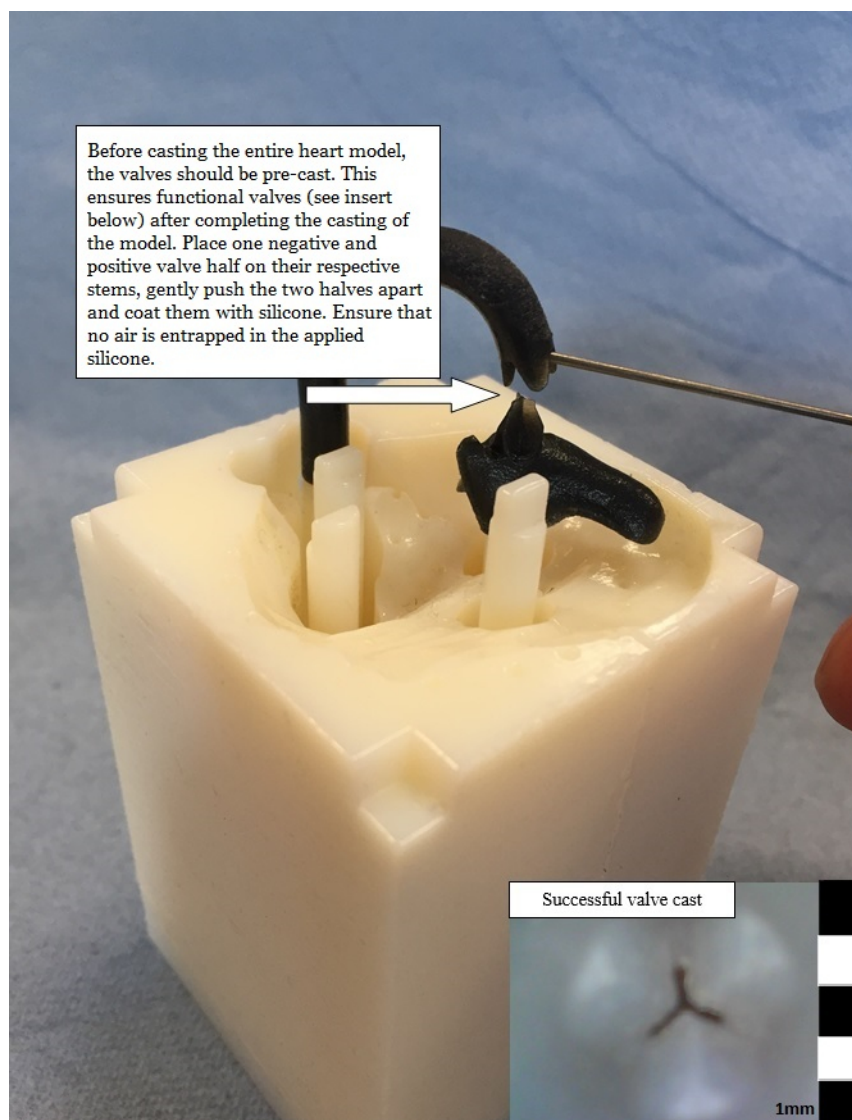 Before casting the entire heart model,
the valves should be pre-cast. This
ensures functional valves (see insert
below) after completing the casting of
the model. Place one negative and
positive valve half on their respective
stems, gently push the two halves apart
and coat them with silicone. Ensure that
no air is entrapped in the applied
silicone.
Successful valve cast
1mm